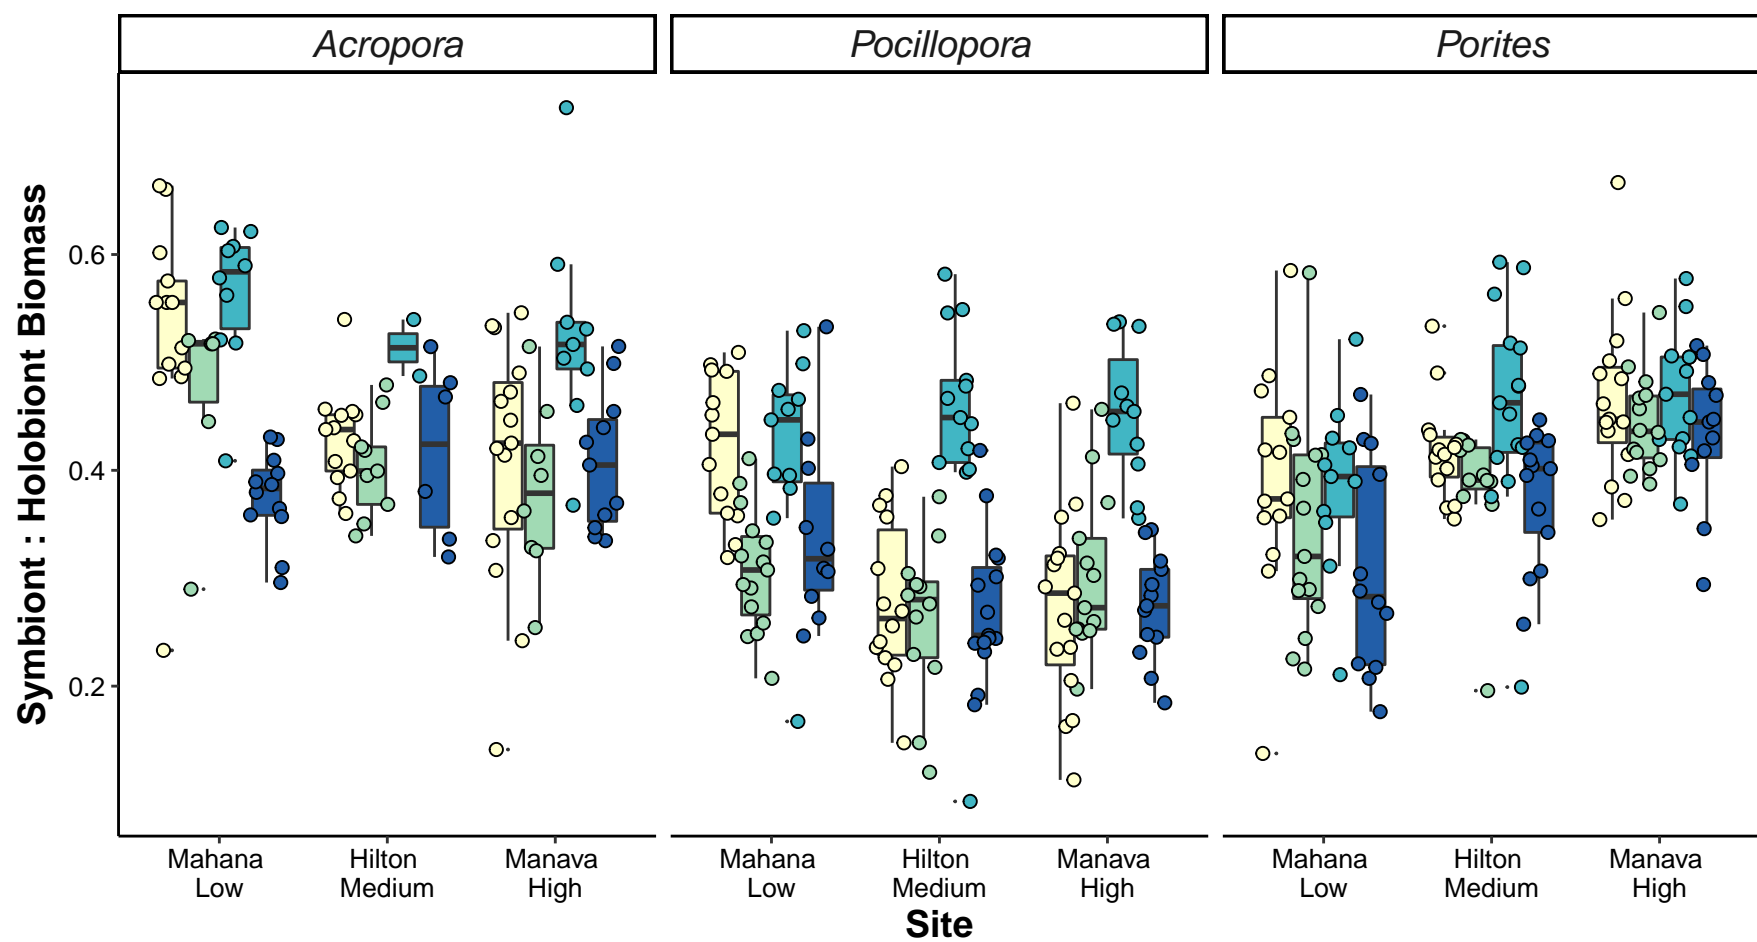 Acropora
Pocillopora
Porites
Symbiont : Holobiont Biomass
0.6
0.4
0.2
Mahana
Low
Hilton
Medium
Manava
High
Mahana
Low
Hilton
Medium
Manava
High
Mahana
Low
Hilton
Medium
Manava
High
Site